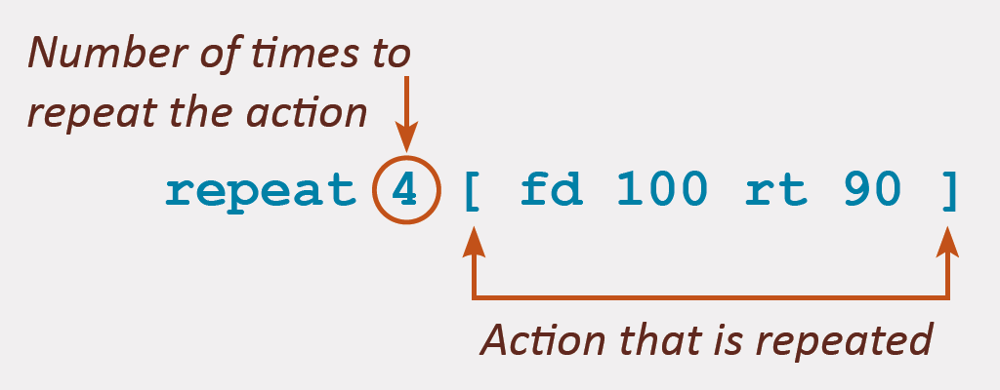 Number of times to
repeat the action
repeat 4 [ fd 100 rt 90 ]
Action that is repeated